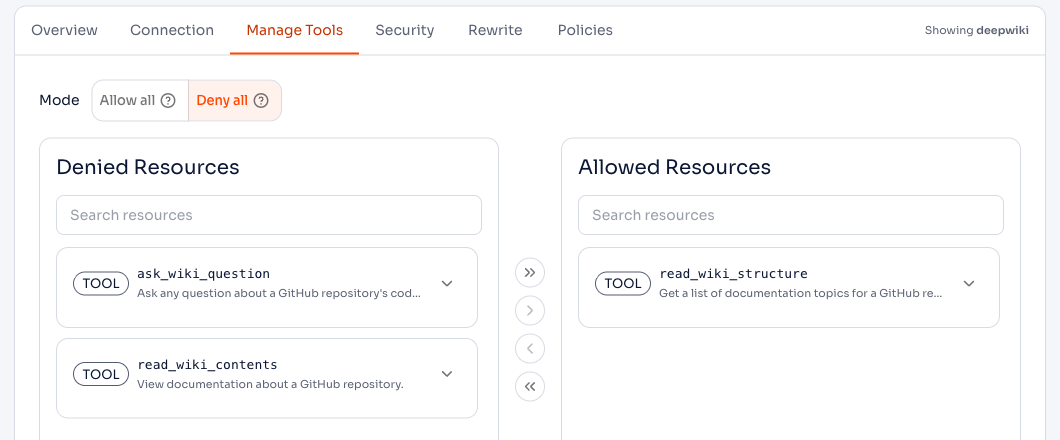 Overview Connection Manage Tools Security Rewrite Policies Showing deepwiki
Mode Allow all ? Deny all ?
Denied Resources
Search resources
TOOL ask_wiki_question
Ask any question about a GitHub repository's cod...
TOOL read_wiki_contents
View documentation about a GitHub repository.
Allowed Resources
Search resources
TOOL read_wiki_structure
Get a list of documentation topics for a GitHub re...